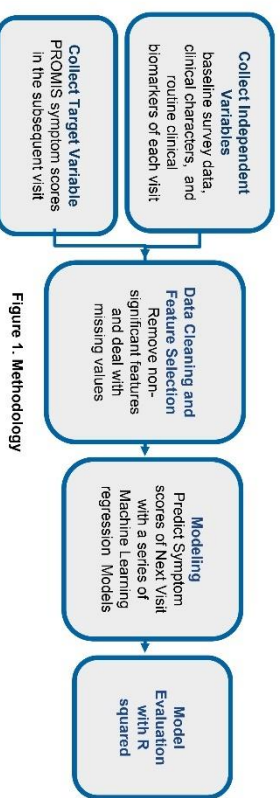 Collect Independent
Variables
baseline survey data,
clinical characters, and
routine clinical
biomarkers of each visit
Collect Target Variable
PROMIS symptom scores
in the subsequent visit
Data Cleaning and
Feature Selection
Remove non-
significant features
and deal with
missing values
Modeling
Predict Symptom
scores of Next Visit
with a series of
Machine Learning
regression Models
Model
Evaluation
with R
squared
Figure 1. Methodology